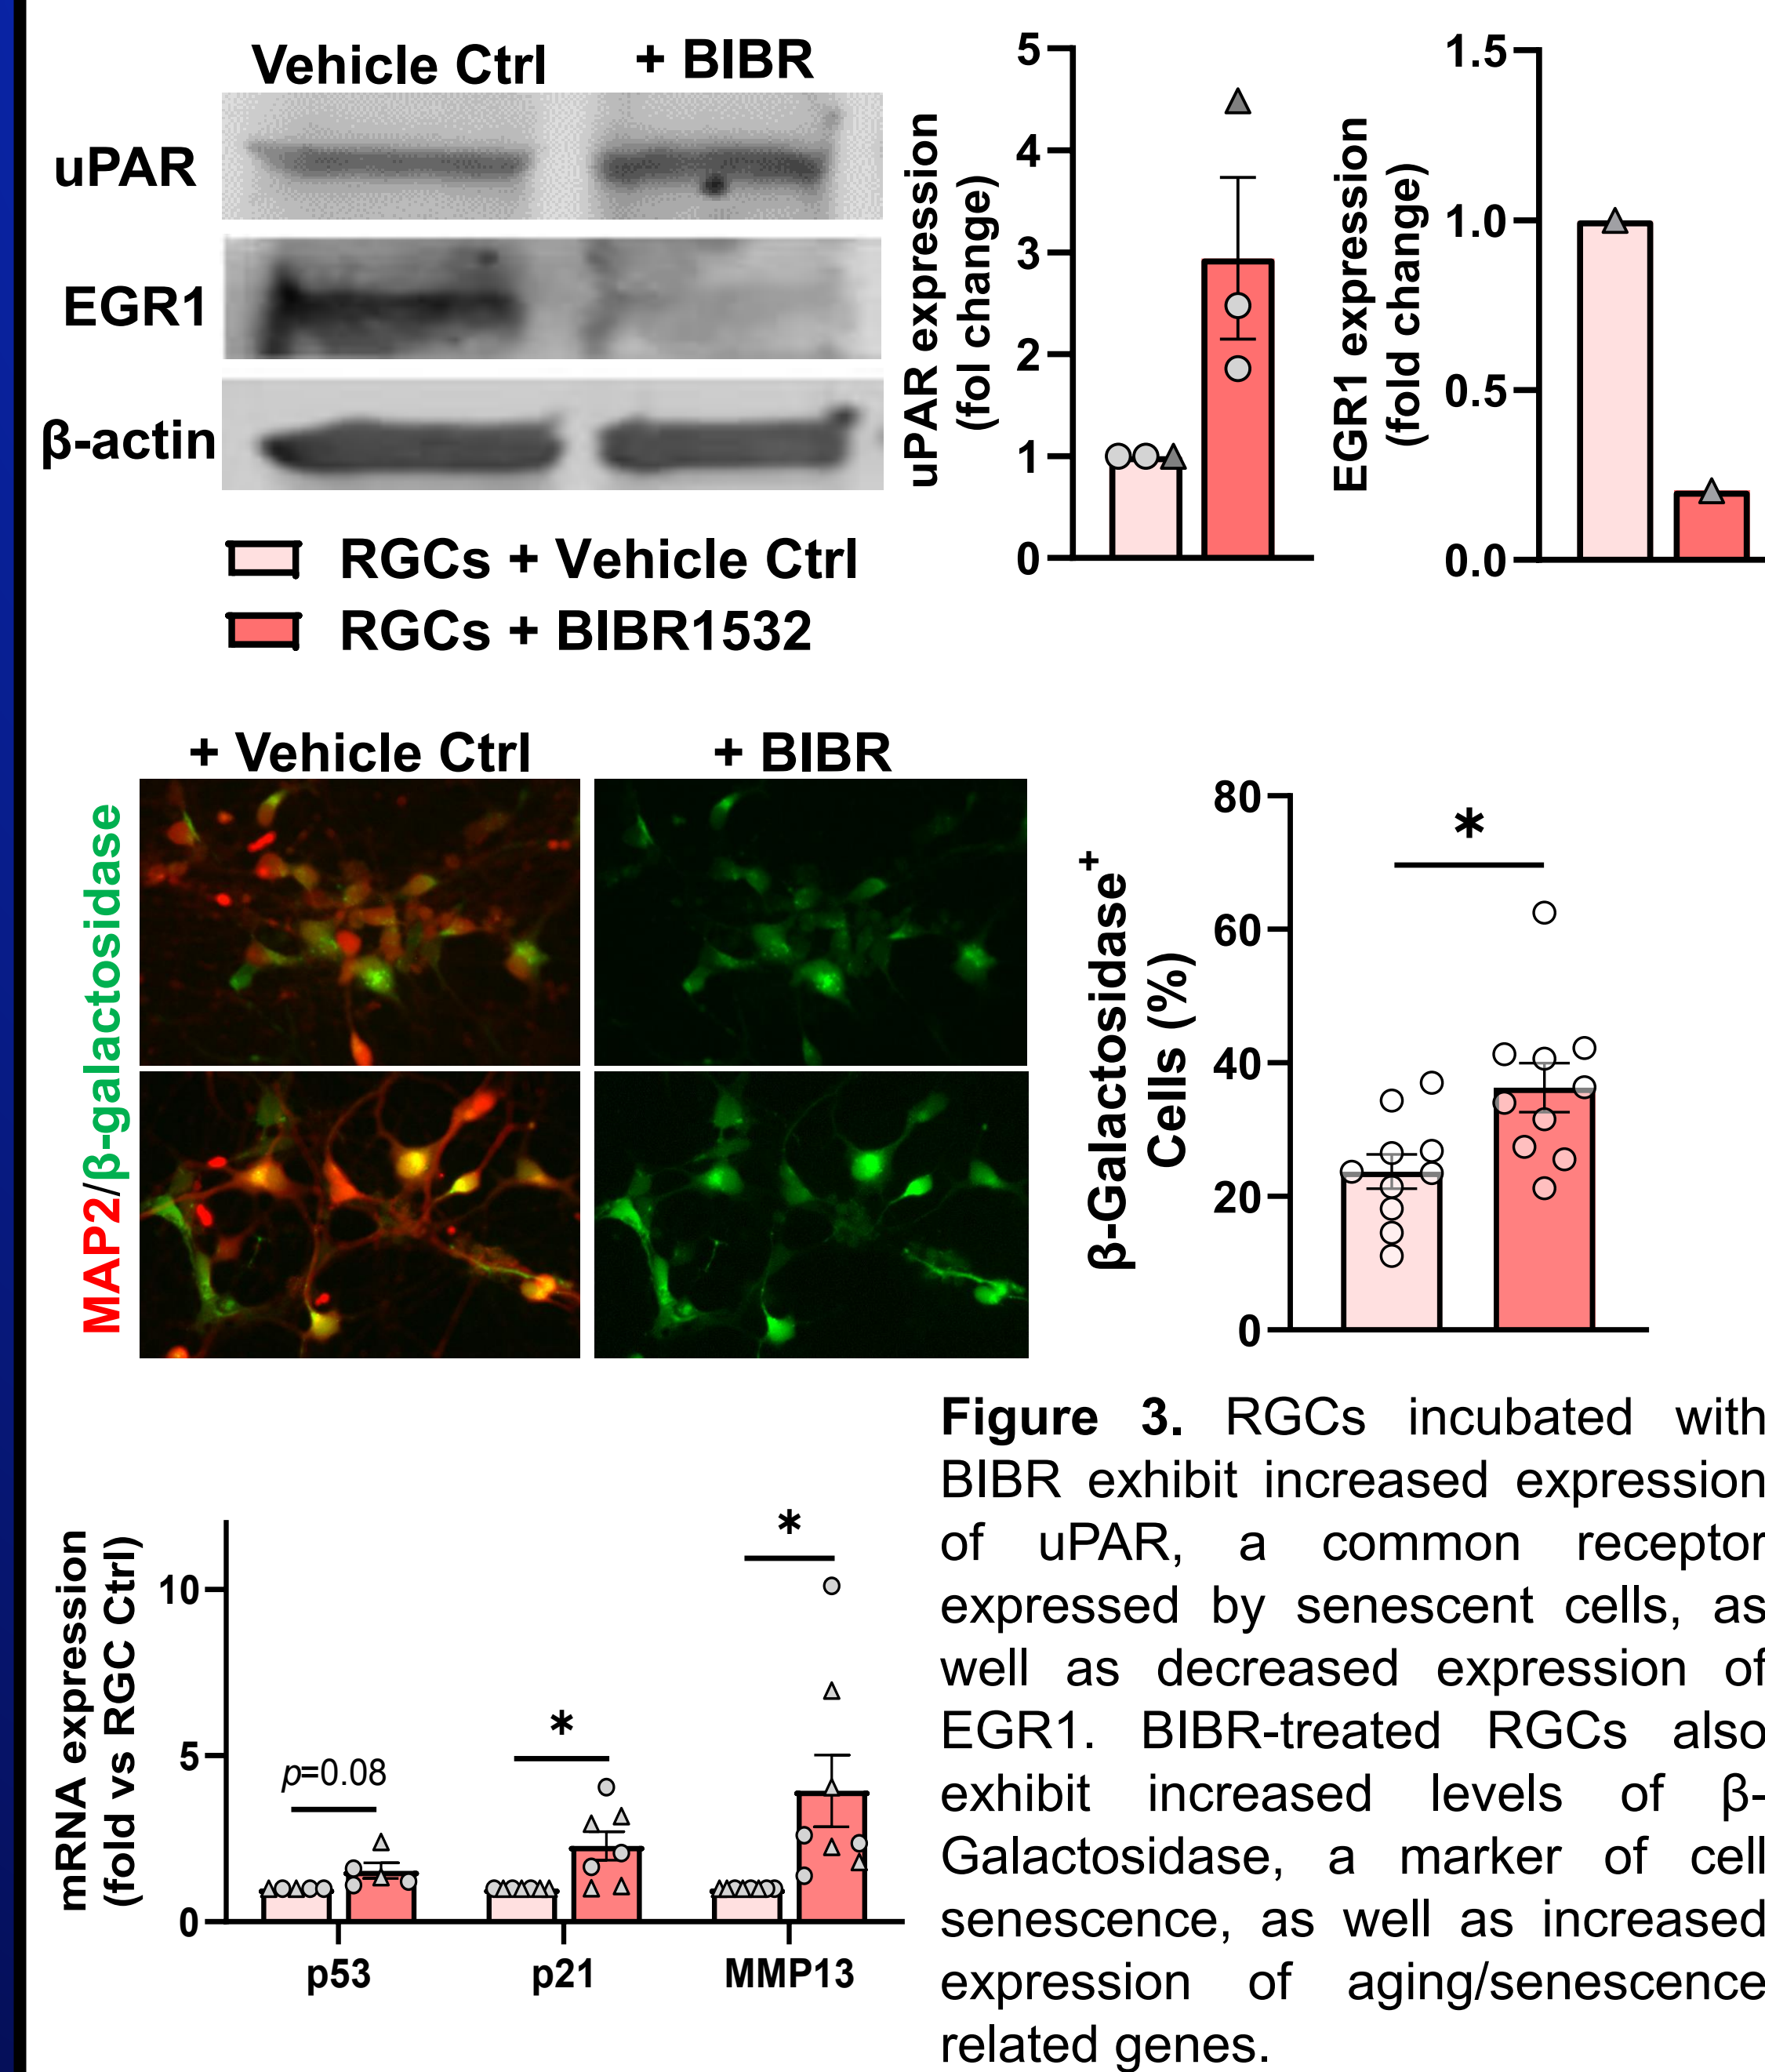 Vehicle Ctrl + BIBR
uPAR
EGR1
β-actin
RGCs + Vehicle Ctrl
RGCs + BIBR1532
uPAR expression
(fol change)
5
4
3
2
1
0
EGR1 expression
(fold change)
1.5
1.0
0.5
0.0
+ Vehicle Ctrl + BIBR
MAP2/β-galactosidase
β-Galactosidase+
Cells (%)
80
60
40
20
0
*
mRNA expression
(fold vs RGC Ctrl)
10
5
0
p=0.08
*
*
p53 p21 MMP13
Figure 3. RGCs incubated with
BIBR exhibit increased expression
of uPAR, a common receptor
expressed by senescent cells, as
well as decreased expression of
EGR1. BIBR-treated RGCs also
exhibit increased levels of β-
Galactosidase, a marker of cell
senescence, as well as increased
expression of aging/senescence
related genes.